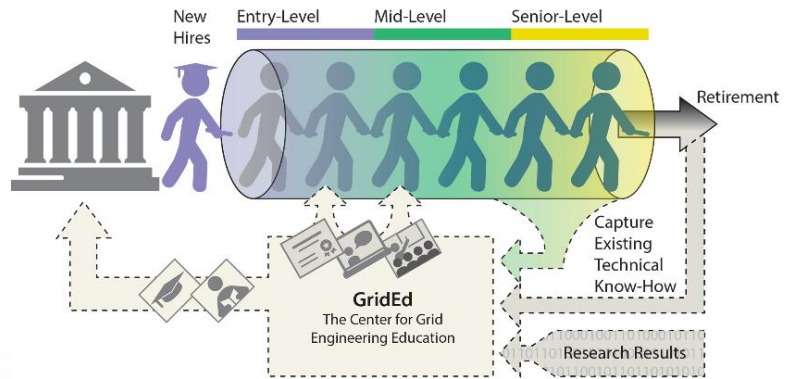 New
Hires
Entry-Level
Mid-Level
Senior-Level
Retirement
Capture
Existing
Technical
Know-How
GridEd
The Center for Grid
Engineering Education
Research Results